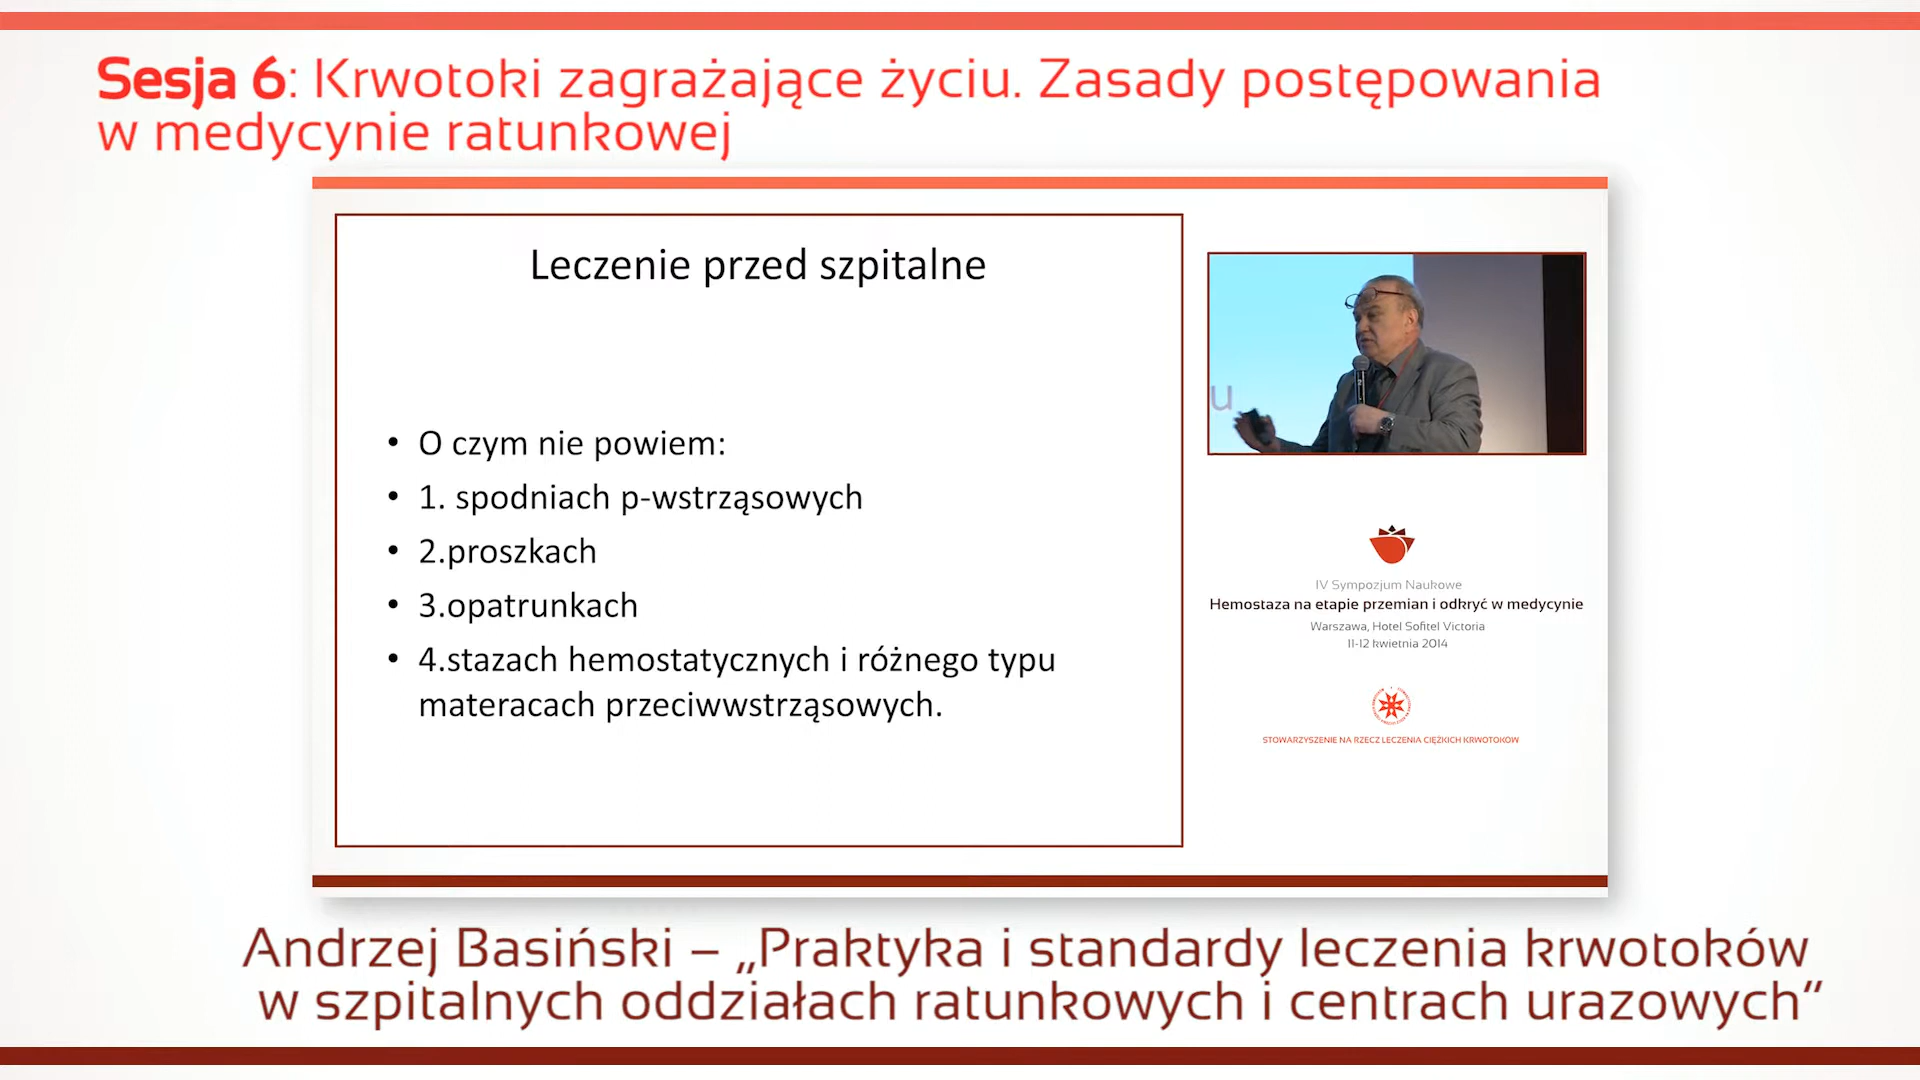 Sesja 6: Krwotoki zagrażające życiu. Zasady postępowania
w medycynie ratunkowej
Leczenie przed szpitalne
• O czym nie powiem:
• 1. spodniach p-wstrząsowych
• 2.proszkach
• 3.opatrunkach
• 4.stazach hemostatycznych i różnego typu
materacach przeciwwstrząsowych.
u
IV Sympozjum Naukowe
Hemostaza na etapie przemian i odkryć w medycynie
Warszawa, Hotel Sofitel Victoria
11-12 kwietnia 2014
STOWARZYSZENIE NA RZECZ LECZENIA CIĘŻKICH KRWOTOKÓW
Andrzej Basiński – „Praktyka i standardy leczenia krwotoków
w szpitalnych oddziałach ratunkowych i centrach urazowych”